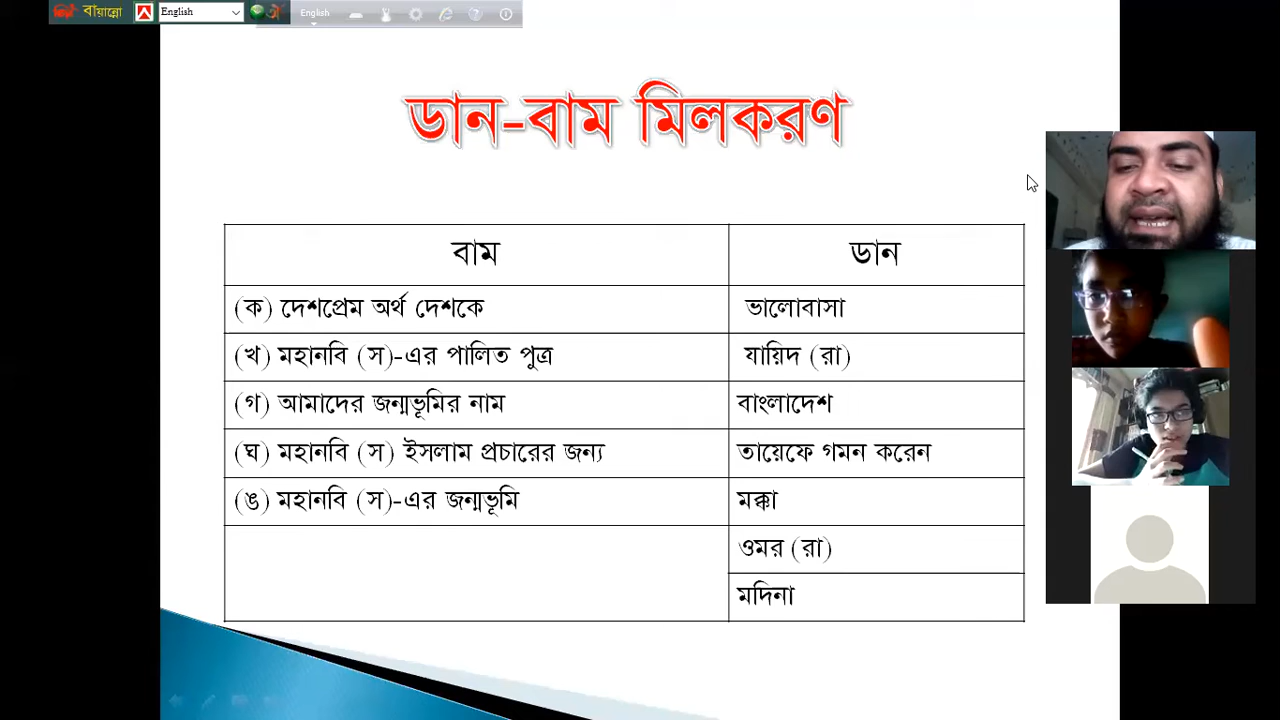 বায়ান্নো English English
ডান-বাম মিলকরণ
বাম ডান
(ক) দেশপ্রেম অর্থ দেশকে ভালোবাসা
(খ) মহানবি (স)-এর পালিত পুত্র যায়িদ (রা)
(গ) আমাদের জন্মভূমির নাম বাংলাদেশ
(ঘ) মহানবি (স) ইসলাম প্রচারের জন্য তায়েফে গমন করেন
(ঙ) মহানবি (স)-এর জন্মভূমি মক্কা
ওমর (রা)
মদিনা